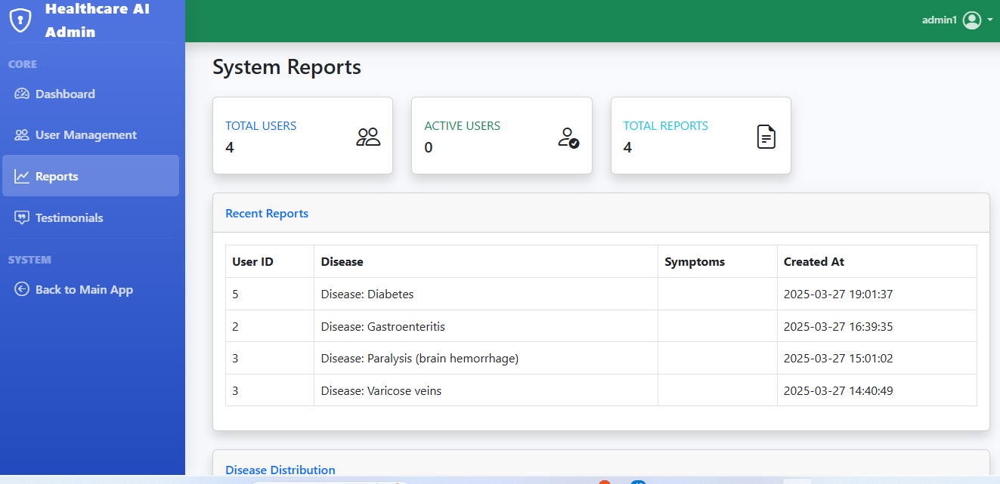 Healthcare AI
Admin
admin1
CORE
Dashboard
User Management
Reports
Testimonials
SYSTEM
Back to Main App
System Reports
TOTAL USERS
4
ACTIVE USERS
0
TOTAL REPORTS
4
Recent Reports
User ID Disease Symptoms Created At
5 Disease: Diabetes 2025-03-27 19:01:37
2 Disease: Gastroenteritis 2025-03-27 16:39:35
3 Disease: Paralysis (brain hemorrhage) 2025-03-27 15:01:02
3 Disease: Varicose veins 2025-03-27 14:40:49
Disease Distribution